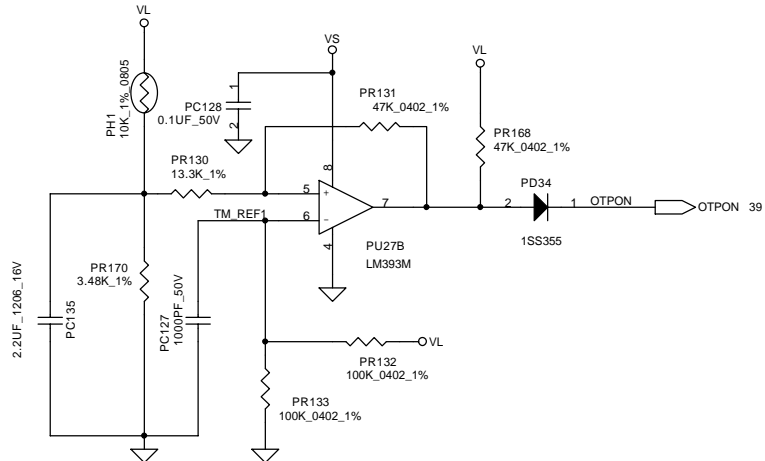 VL
VS
VL
PH1
10K_1%_0805
1
PC128
0.1UF_50V
2
PR131
47K_0402_1%
PR168
47K_0402_1%
PR130
13.3K_1%
8
5
+
6
−
7
4
TM_REF1
PU27B
LM393M
PD34
2
1
OTPON
OTPON 39
1SS355
PR170
3.48K_1%
2.2UF_1206_16V
PC135
PC127
1000PF_50V
VL
PR132
100K_0402_1%
PR133
100K_0402_1%